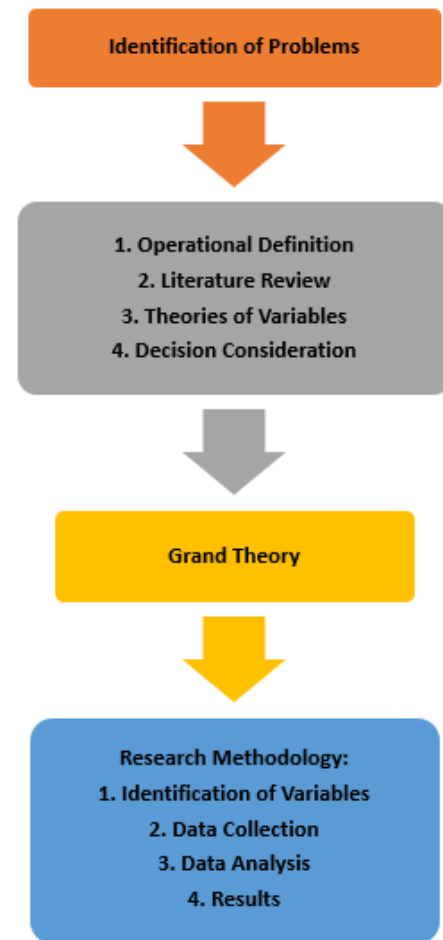 Identification of Problems
1. Operational Definition
2. Literature Review
3. Theories of Variables
4. Decision Consideration
Grand Theory
Research Methodology:
1. Identification of Variables
2. Data Collection
3. Data Analysis
4. Results